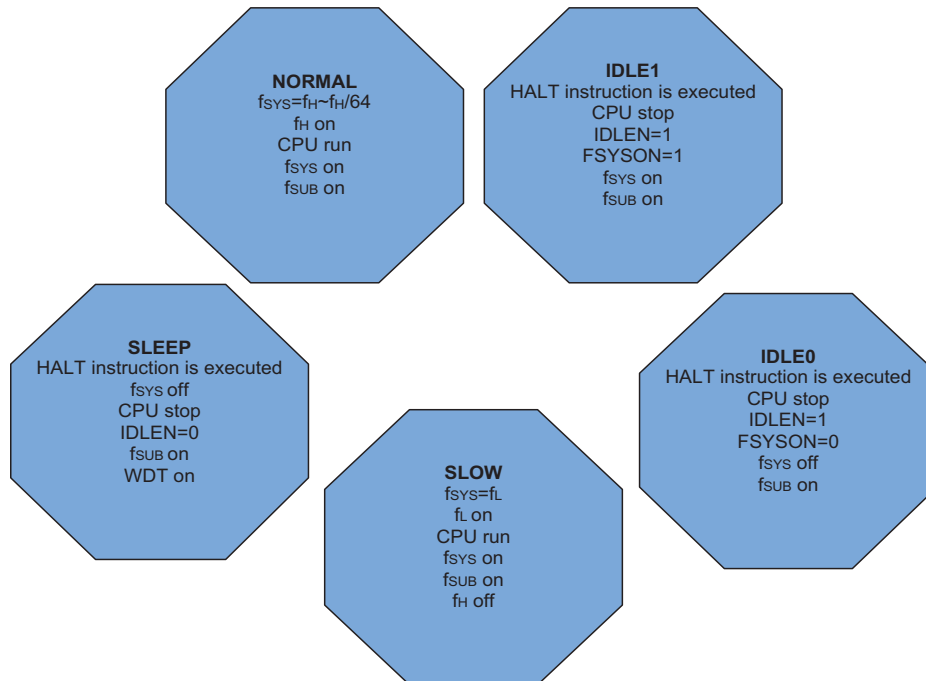 NORMAL
fSYS=fH~fH/64
fH on
CPU run
fSYS on
fSUB on
IDLE1
HALT instruction is executed
CPU stop
IDLEN=1
FSYSON=1
fSYS on
fSUB on
SLEEP
HALT instruction is executed
fSYS off
CPU stop
IDLEN=0
fSUB on
WDT on
IDLE0
HALT instruction is executed
CPU stop
IDLEN=1
FSYSON=0
fSYS off
fSUB on
SLOW
fSYS=fL
fL on
CPU run
fSYS on
fSUB on
fH off